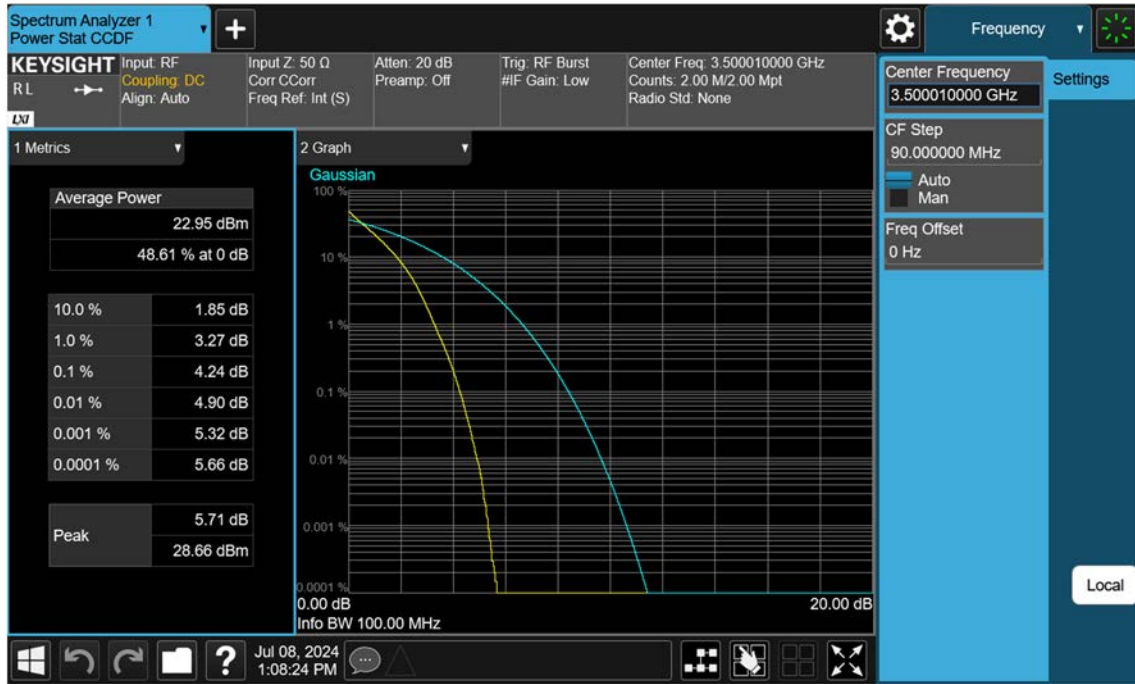 Spectrum Analyzer 1
Power Stat CCDF
+
Frequency
KEYSIGHT
R L
LXI
Input: RF
Coupling: DC
Align: Auto
Input Z: 50 Ω
Corr CCorr
Freq Ref: Int (S)
Atten: 20 dB
Preamp: Off
Trig: RF Burst
#IF Gain: Low
Center Freq: 3.500010000 GHz
Counts: 2.00 M/2.00 Mpt
Radio Std: None
Center Frequency
3.500010000 GHz
Settings
CF Step
90.000000 MHz
Auto
Man
Freq Offset
0 Hz
1 Metrics
Average Power
22.95 dBm
48.61 % at 0 dB
10.0 % 1.85 dB
1.0 % 3.27 dB
0.1 % 4.24 dB
0.01 % 4.90 dB
0.001 % 5.32 dB
0.0001 % 5.66 dB
Peak
5.71 dB
28.66 dBm
2 Graph
Gaussian
100 %
10 %
1 %
0.1 %
0.01 %
0.001 %
0.0001 %
0.00 dB 20.00 dB
Info BW 100.00 MHz
Local
?
Jul 08, 2024
1:08:24 PM